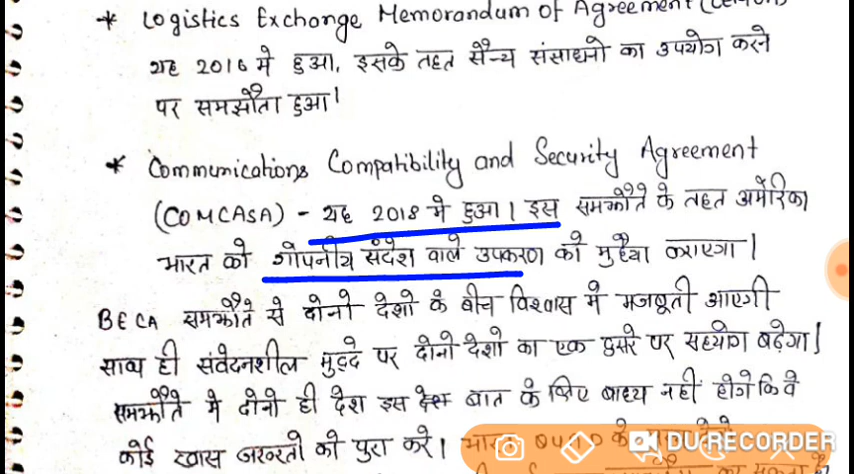 * Logistics Exchange Memorandum of Agreement
यह 2016 मे हुआ, इसके तहत सैन्य संसाधनो का उपयोग करने
पर समझौता हुआ।
* Communications Compatibility and Security Agreement
(COMCASA) - यह 2018 मे हुआ। इस समझौते के तहत अमेरिका
भारत को गोपनीय संदेश वाले उपकरण को मुहैया कराएगा।
BECA समझौते से दोनो देशो के बीच विश्वास मे मजबूती आएगी
साथ ही संवेदनशील मुद्दे पर दोनो देशो का एक दुसरे पर सहयोग बढ़ेगा।
समझौते मे दोनो ही देश इस बात के लिए बाध्य नही होगे कि वे
कोई खास जरुरतो को पुरा करे। भारत
DU RECORDER